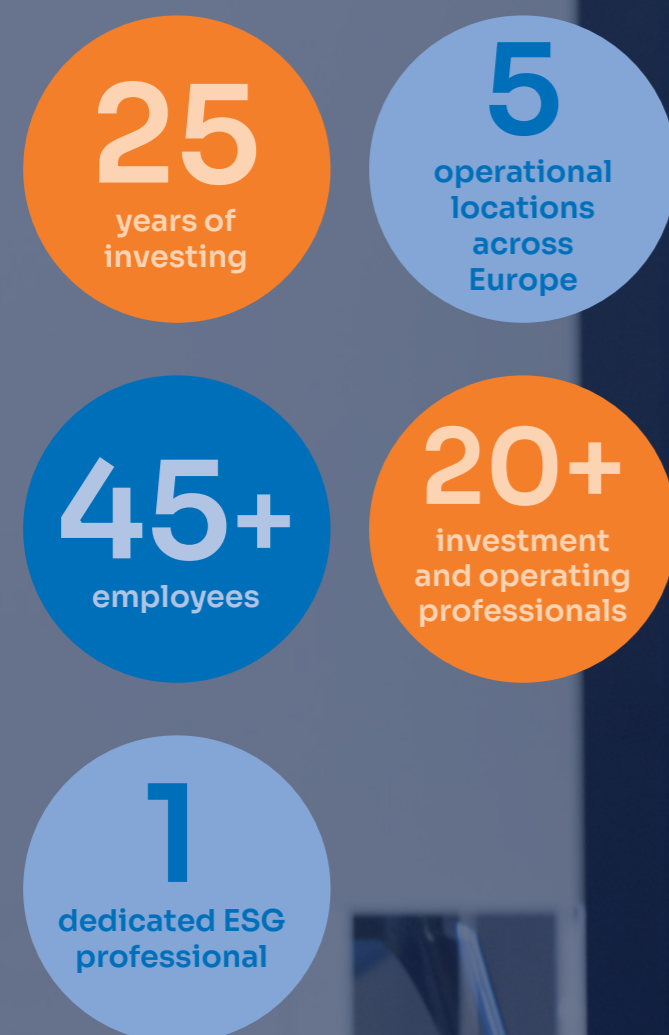 25
years of
investing
5
operational
locations
across
Europe
45+
employees
20+
investment
and operating
professionals
1
dedicated ESG
professional